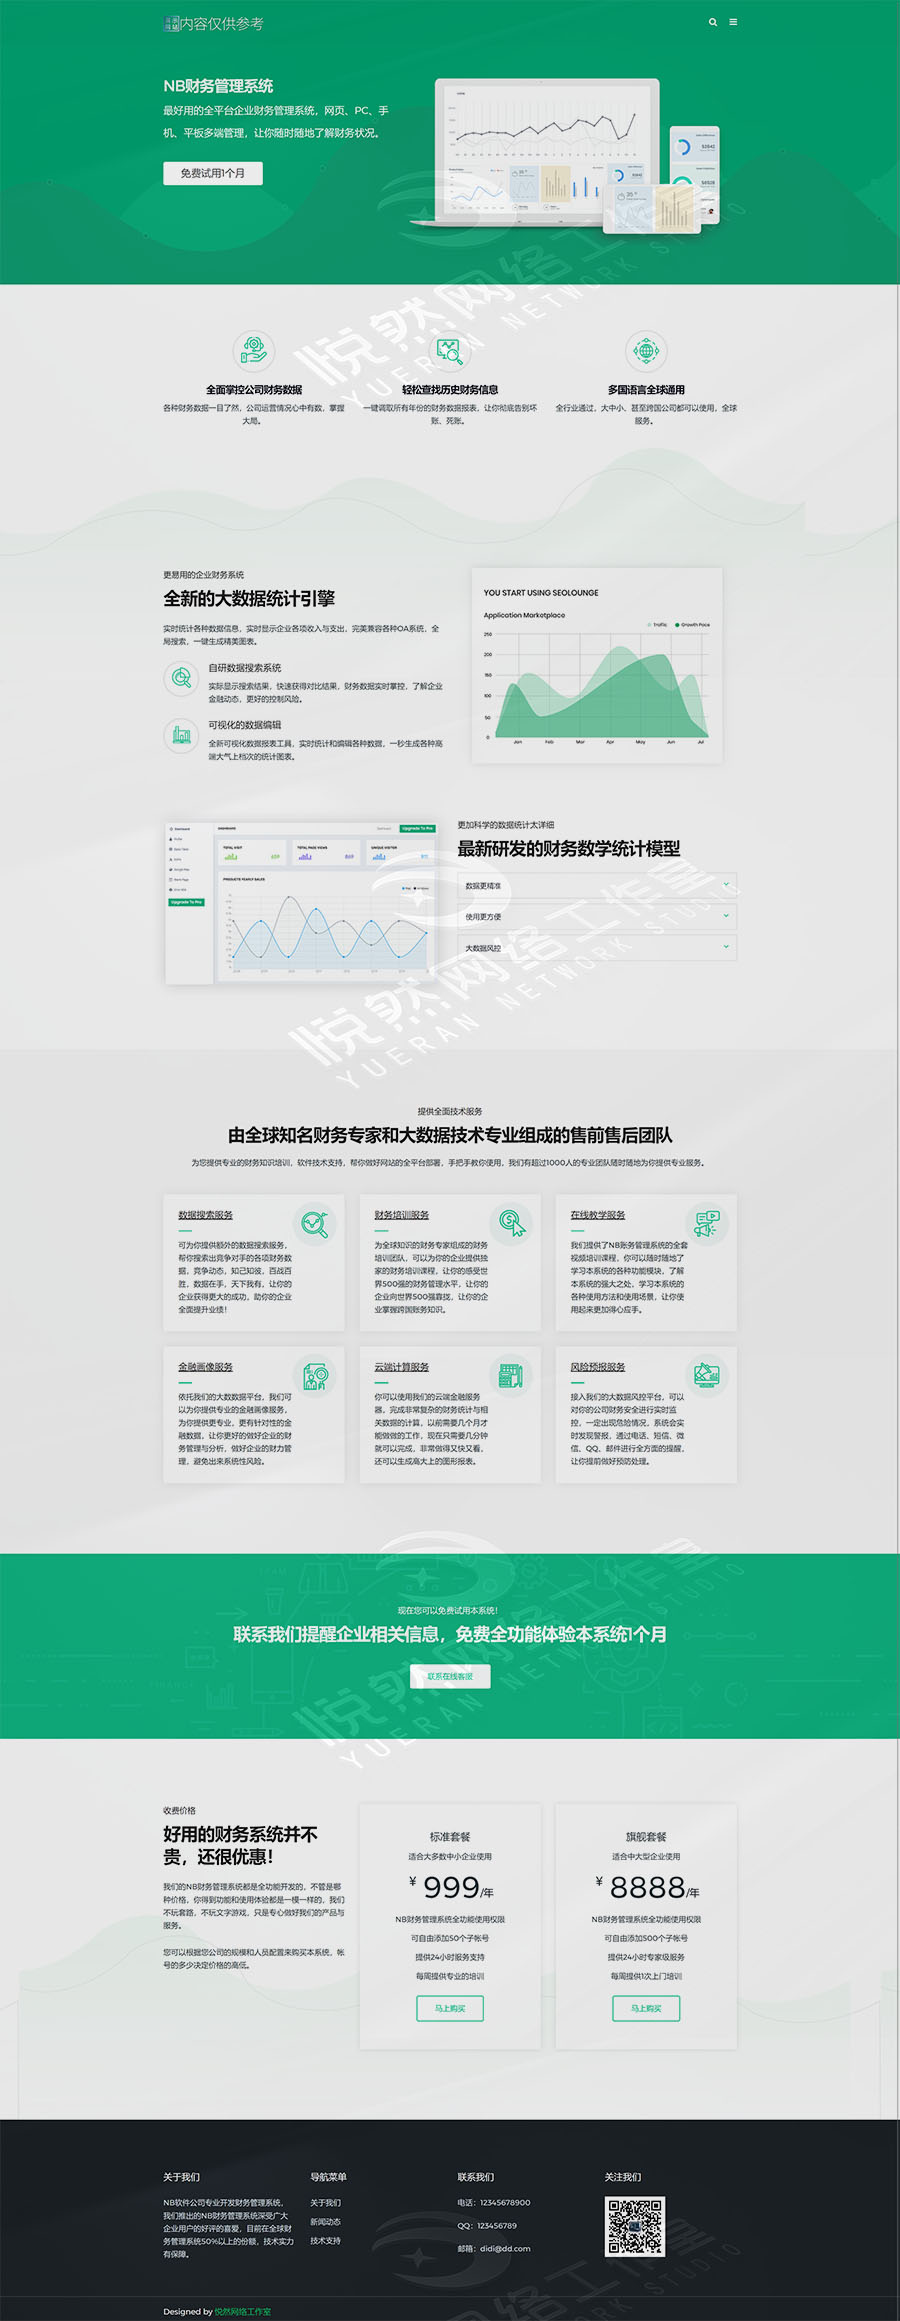 内容仅供参考
NB财务管理系统
最好用的全平台企业财务管理系统，网页、PC、手
机、平板多端管理，让你随时随地了解财务状况。
免费试用1个月
全面掌控公司财务数据
各种财务数据一目了然，公司运营情况心中有数，掌握
大局。
轻松查找历史财务信息
一键调取所有年份的财务数据报表，让你彻底告别坏
账、死账。
多国语言全球通用
全行业通过，大中小、甚至跨国公司都可以使用，全球
服务。
悦然网络工作室
YUERAN NETWORK STUDIO
更易用的企业财务系统
全新的大数据统计引擎
实时统计各种数据信息，实时显示企业各项收入与支出，完美兼容各种OA系统，全
局搜索，一键生成精美图表。
自研数据搜索系统
实际显示搜索结果，快速获得对比结果，财务数据实时掌控，了解企业
金融动态，更好的控制风险。
可视化的数据编辑
全新可视化数据报表工具，实时统计和编辑各种数据，一秒生成各种高
端大气上档次的统计图表。
YOU START USING SEOLOUNGE
Application Marketplace
Traffic
Growth Pace
250
200
150
100
50
0
Jan Feb Mar Apr May Jun Jul
Dashboard
DASHBOARD
Upgrade To Pro
TOTAL VISIT
659
TOTAL PAGE VIEWS
869
UNIQUE VISITOR
PRODUCTS YEARLY SALES
Upgrade To Pro
更加科学的数据统计太详细
最新研发的财务数学统计模型
数据更精准
使用更方便
大数据风控
悦然网络工作室
YUERAN NETWORK STUDIO
提供全面技术服务
由全球知名财务专家和大数据技术专业组成的售前售后团队
为您提供专业的财务知识培训，软件技术支持，帮你做好网站的全平台部署，手把手教你使用，我们有超过1000人的专业团队随时随地为你提供专业服务。
数据搜索服务
可为你提供额外的数据搜索服务，
帮你搜索出竞争对手的各项财务数
据，竞争动态，知己知彼，百战百
胜，数据在手，天下我有，让你的
企业获得更大的成功，助你的企业
全面提升业绩！
财务培训服务
为全球知识的财务专家组成的财务
培训团队，可以为你的企业提供独
家的财务培训课程，让你的感受世
界500强的财务管理水平，让你的
企业向世界500强靠拢，让你的企
业掌握跨国账务知识。
在线教学服务
我们提供了NB账务管理系统的全套
视频培训课程，你可以随时随地了
学习本系统的各种功能模块，了解
本系统的强大之处，学习本系统的
各种使用方法和使用场景，让你使
用起来更加得心应手。
金融画像服务
依托我们的大数数据平台，我们可
以为你提供专业的金融画像服务，
为你提供更专业，更有针对性的金
融数据，让你更好的做好企业的财
务管理与分析，做好企业的财力管
理，避免出来系统性风险。
云端计算服务
你可以使用我们的云端金融服务
器，完成非常复杂的财务统计与相
关数据的计算，以前需要几个月才
能做做的工作，现在只需要几分钟
就可以完成，非常做得又快又看，
还可以生成高大上的图形报表。
风险预报服务
接入我们的大数据风控平台，可以
对你的公司财务安全进行实时监
控，一定出现危险情况，系统会实
时发现警报，通过电话、短信、微
信、QQ、邮件进行全方面的提醒，
让你提前做好预防处理。
现在您可以免费试用本系统！
联系我们提醒企业相关信息，免费全功能体验本系统1个月
联系在线客服
悦然网络工作室
YUERAN NETWORK STUDIO
收费价格
好用的财务系统并不
贵，还很优惠！
我们的NB财务管理系统都是全功能开发的，不管是哪
种价格，你得到功能和使用体验都是一模一样的，我们
不玩套路，不玩文字游戏，只是专心做好我们的产品与
服务。
您可以根据您公司的规模和人员配置来购买本系统，帐
号的多少决定价格的高低。
标准套餐
适合大多数中小企业使用
¥ 999/年
NB财务管理系统全功能使用权限
可自由添加50个子帐号
提供24小时服务支持
每周提供专业的培训
马上购买
旗舰套餐
适合中大型企业使用
¥ 8888/年
NB财务管理系统全功能使用权限
可自由添加500个子帐号
提供24小时专家级服务
每周提供1次上门培训
马上购买
关于我们
NB软件公司专业开发财务管理系统，
我们推出的NB财务管理系统深受广大
企业用户的好评的喜爱，目前在全球财
务管理系统50%以上的份额，技术实力
有保障。
导航菜单
关于我们
新闻动态
技术支持
联系我们
电话：12345678900
QQ：123456789
邮箱：didi@dd.com
关注我们
Designed by 悦然网络工作室